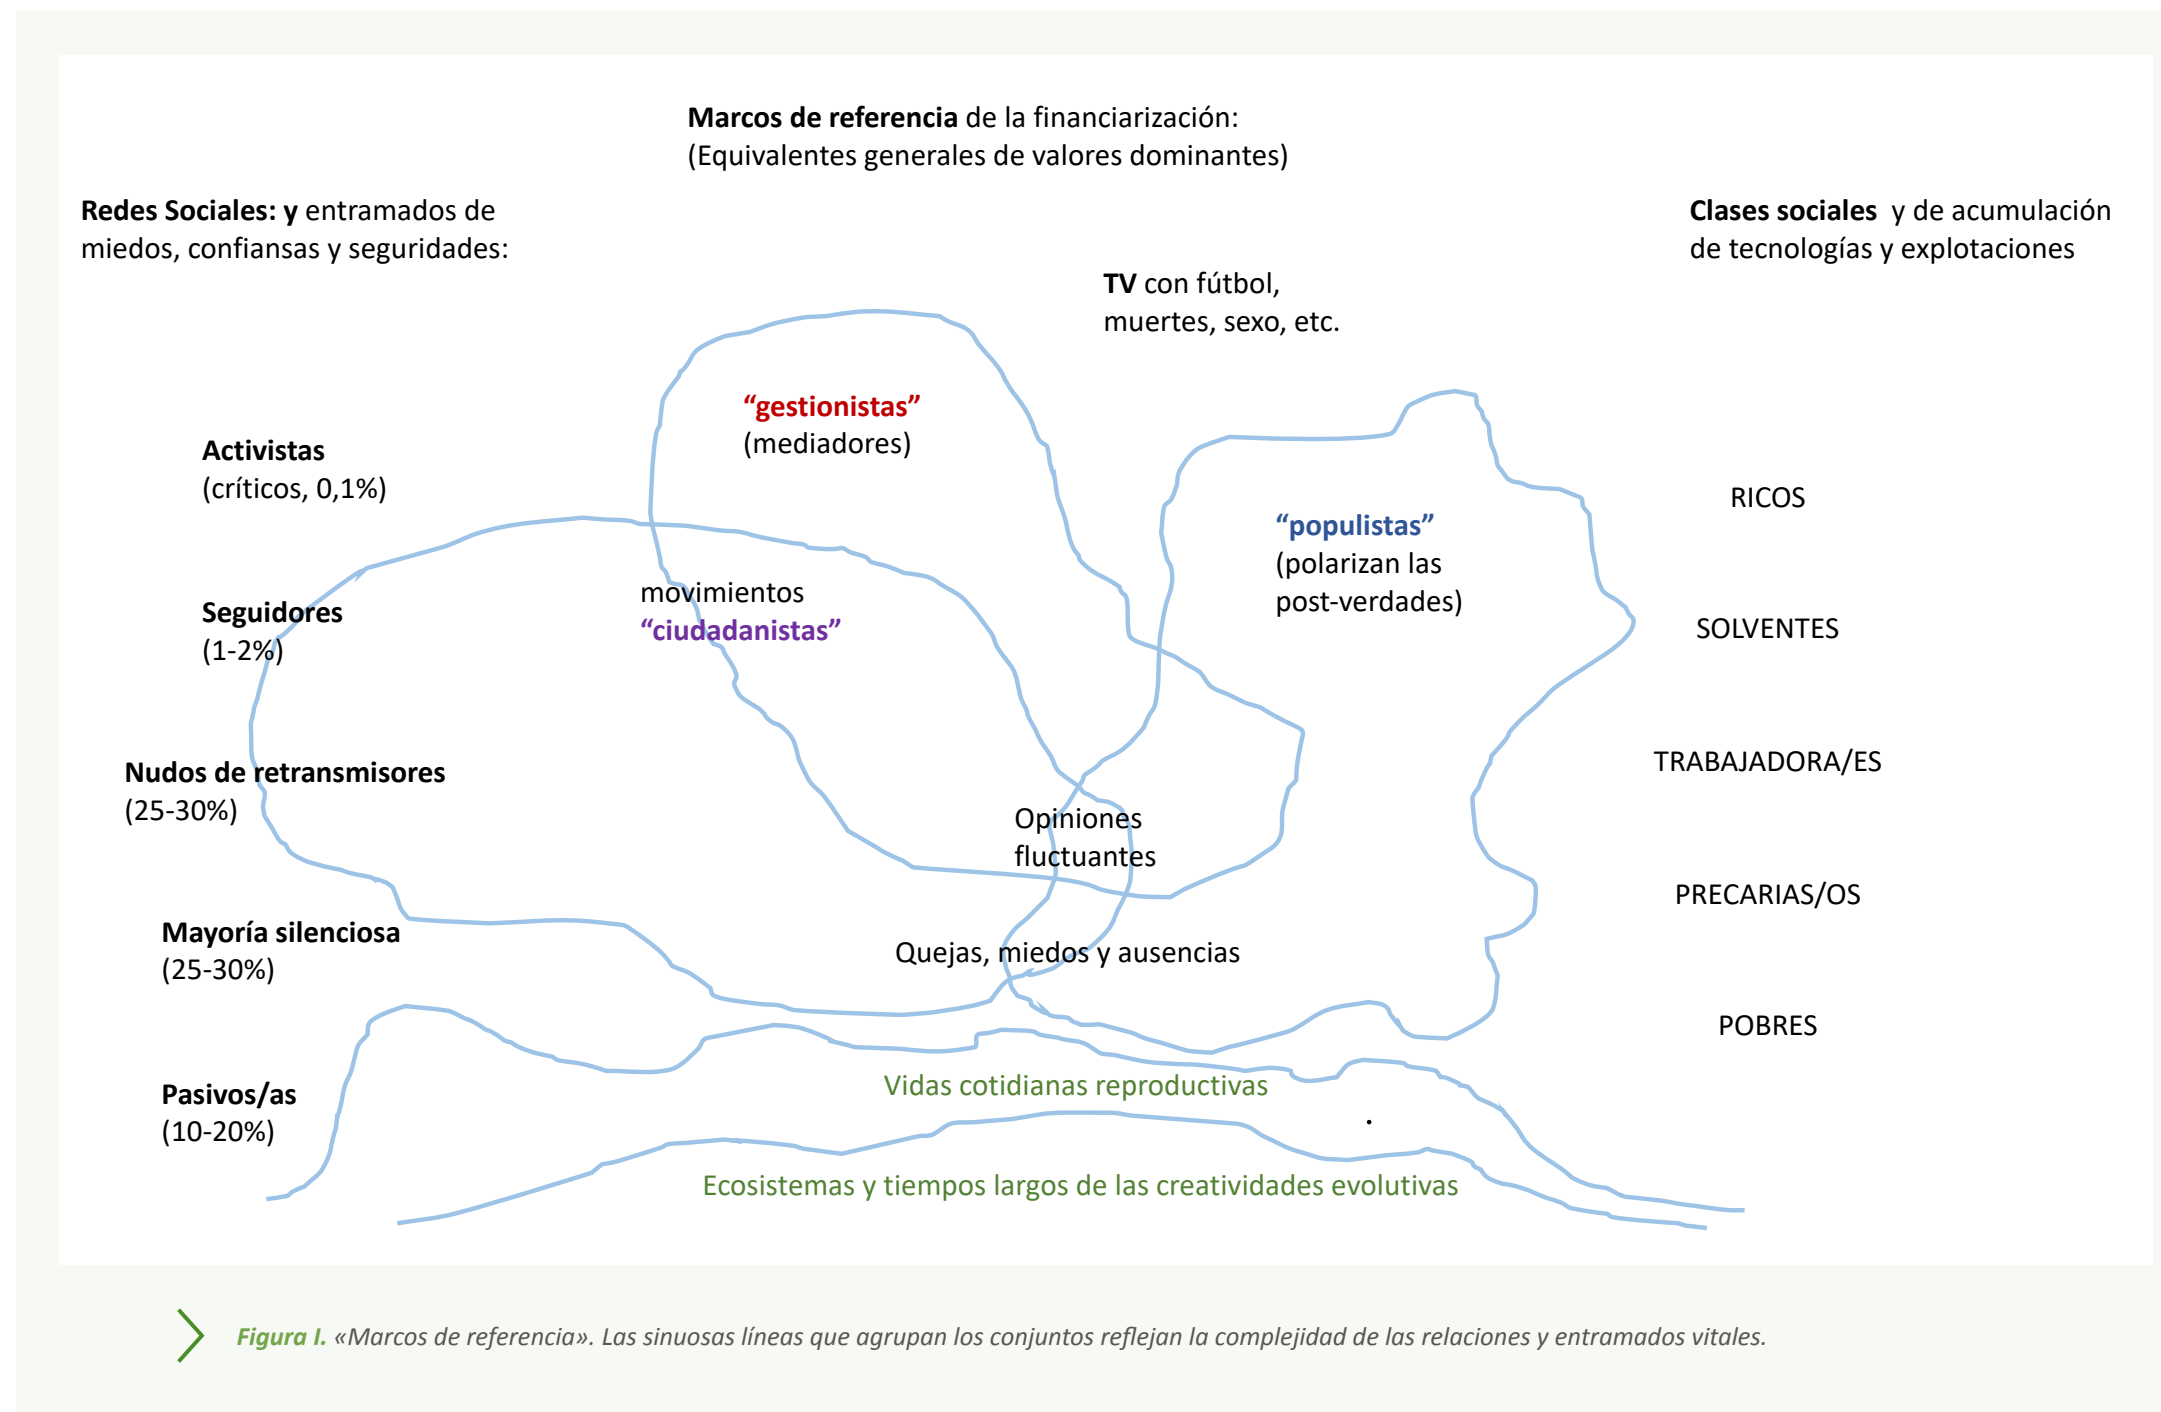 Marcos de referencia de la financiarización:
(Equivalentes generales de valores dominantes)
Redes Sociales: y entramados de
miedos, confiansas y seguridades:
Clases sociales y de acumulación
de tecnologías y explotaciones
TV con fútbol,
muertes, sexo, etc.
“gestionistas”
(mediadores)
Activistas
(críticos, 0,1%)
RICOS
“populistas”
(polarizan las
post-verdades)
movimientos
“ciudadanistas”
Seguidores
(1-2%)
SOLVENTES
Nudos de retransmisores
(25-30%)
TRABAJADORA/ES
Opiniones
fluctuantes
PRECARIAS/OS
Mayoría silenciosa
(25-30%)
Quejas, miedos y ausencias
POBRES
Pasivos/as
(10-20%)
Vidas cotidianas reproductivas
.
Ecosistemas y tiempos largos de las creatividades evolutivas
Figura I. «Marcos de referencia». Las sinuosas líneas que agrupan los conjuntos reflejan la complejidad de las relaciones y entramados vitales.